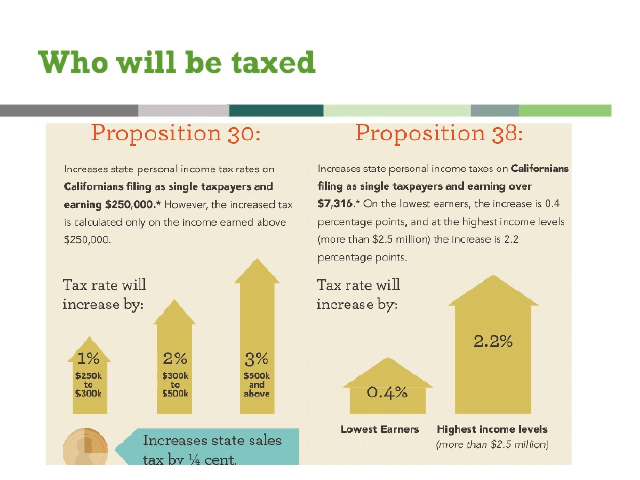 Who will be taxed
Proposition 30:
Increases state personal income tax rates on
Californians filing as single taxpayers and
earning $250,000.* However, the increased tax
is calculated only on the income earned above
$250,000.
Tax rate will
increase by:
1%
$250k
to
$300k
2%
$300k
to
$500k
3%
$500k
and
above
Increases state sales
tax by ¼ cent.
Proposition 38:
Increases state personal income taxes on Californians
filing as single taxpayers and earning over
$7,316.* On the lowest earners, the increase is 0.4
percentage points, and at the highest income levels
(more than $2.5 million) the increase is 2.2
percentage points.
Tax rate will
increase by:
0.4%
Lowest Earners
2.2%
Highest income levels
(more than $2.5 million)